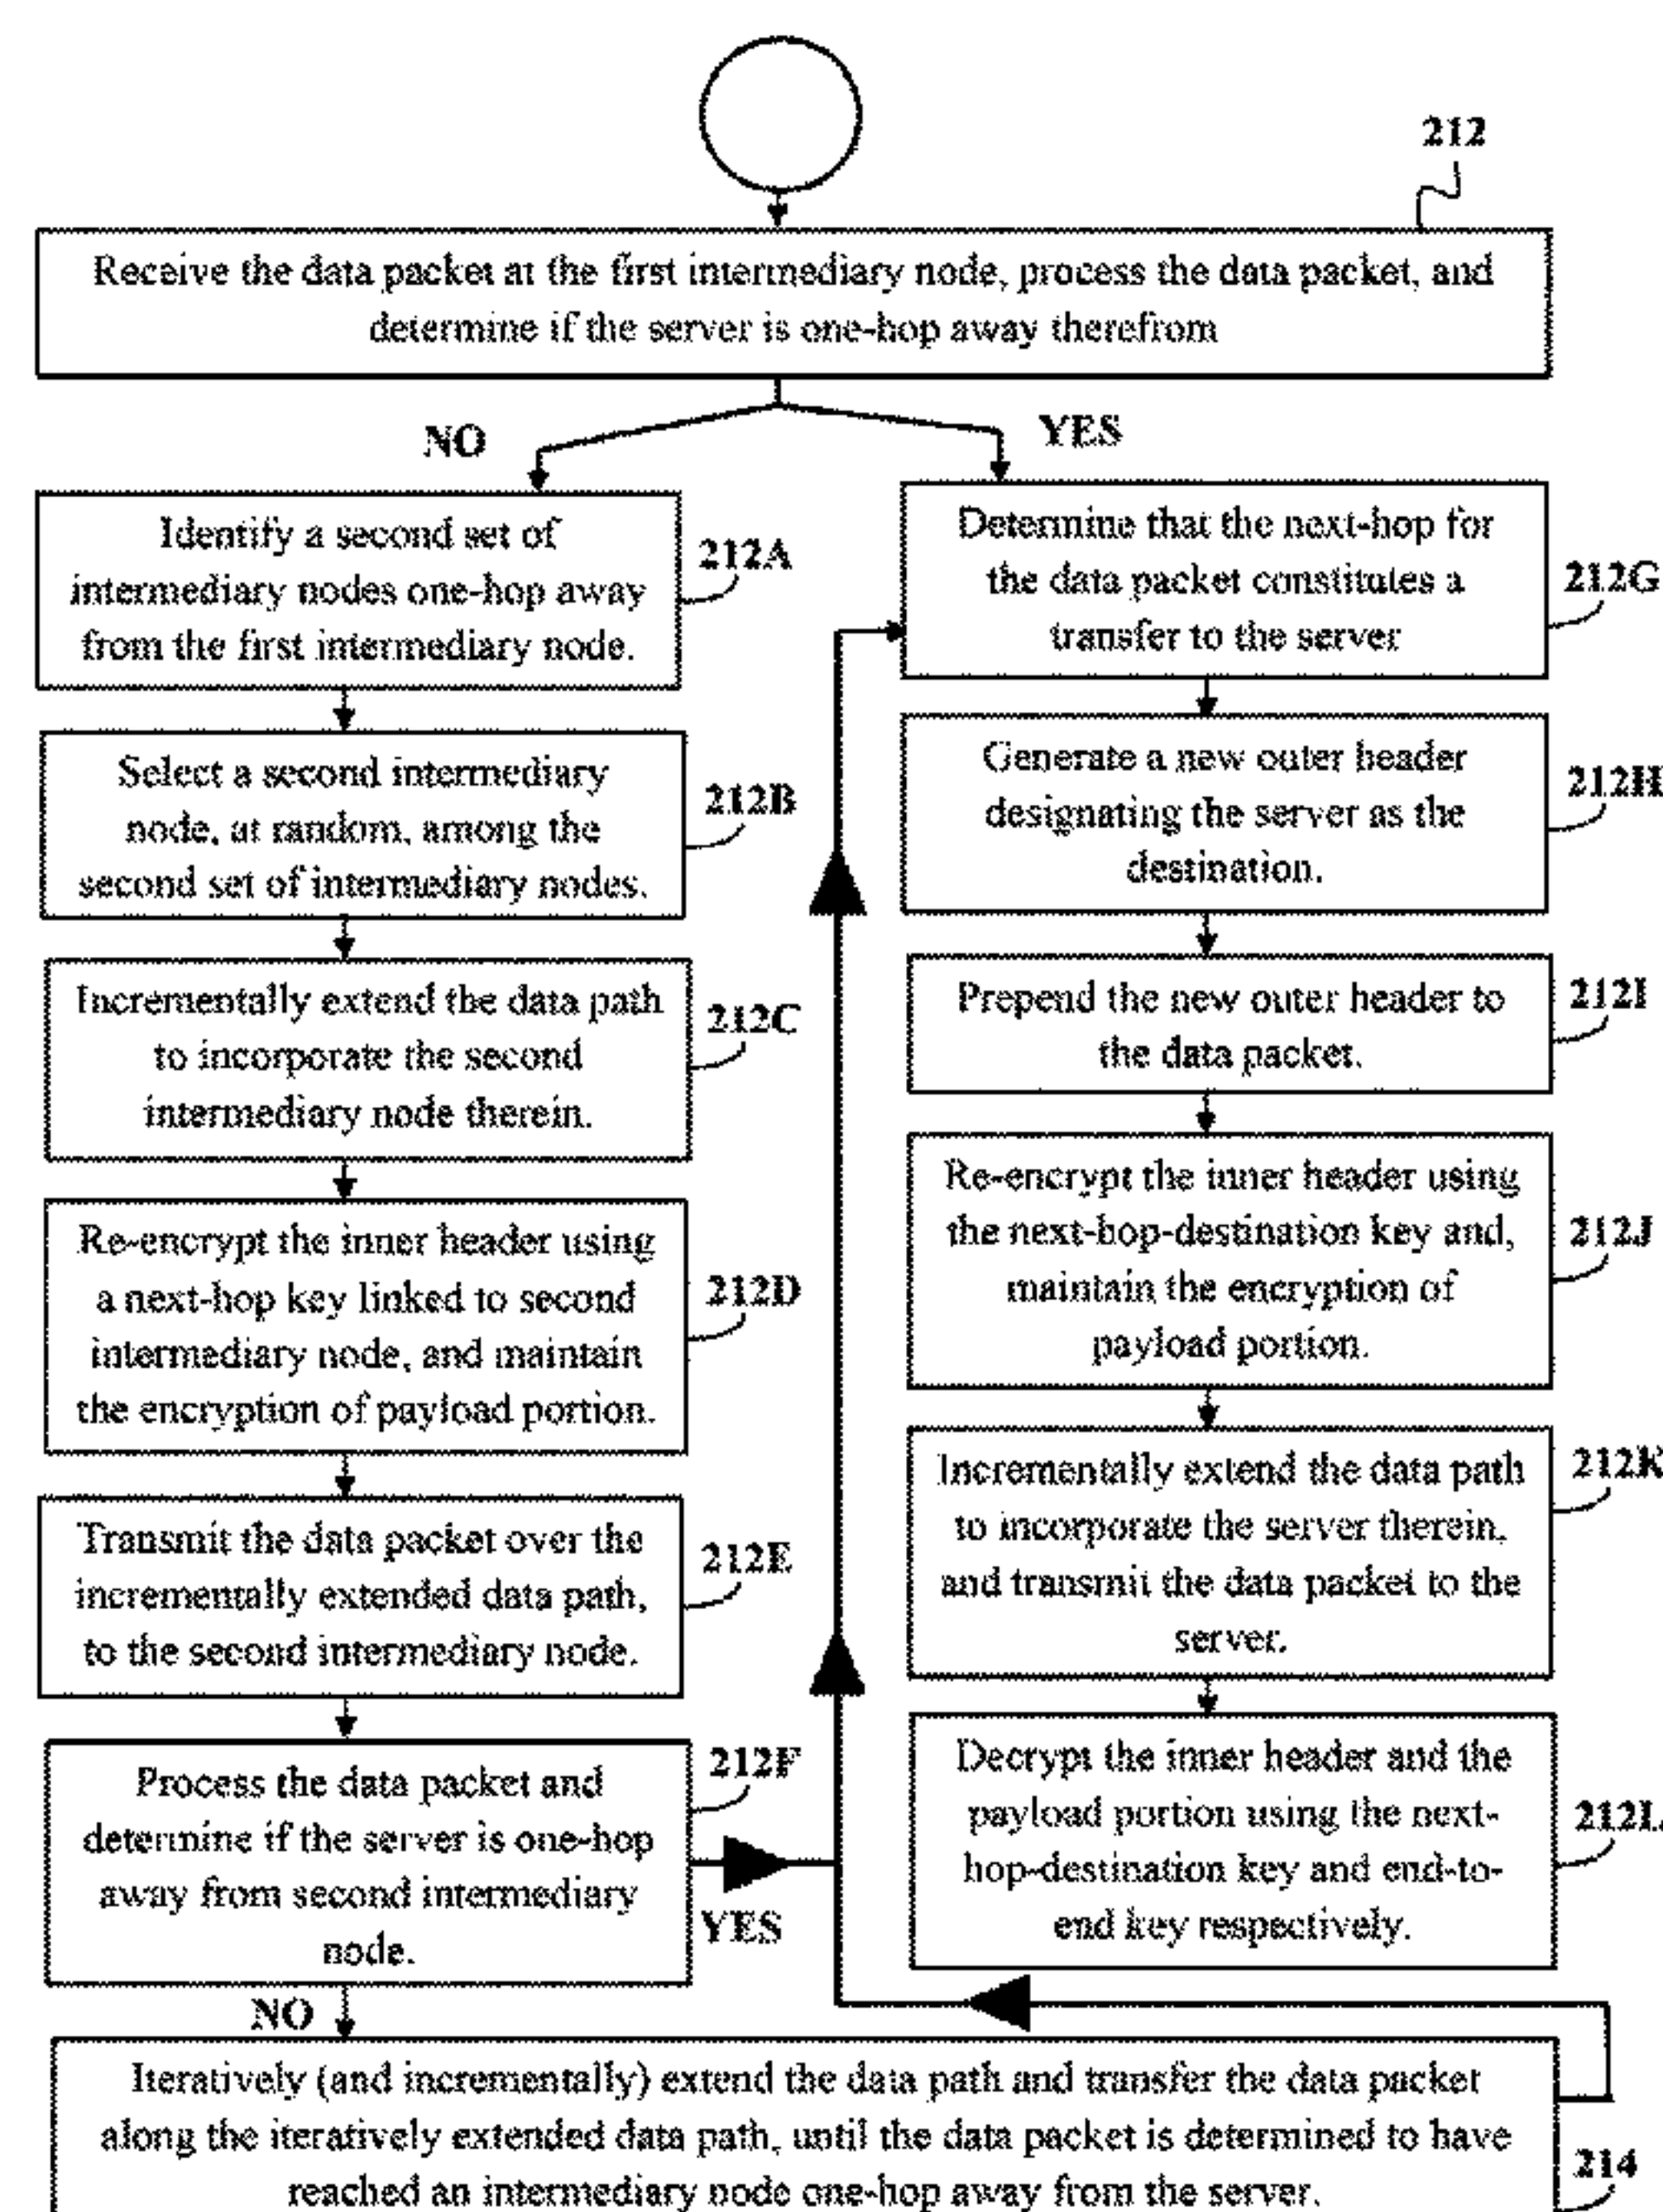 212
Receive the data packet at the first intermediary node, process the data packet, and
determine if the server is one-hop away therefrom
NO
YES
Identify a second set of
intermediary nodes one-hop away
from the first intermediary node.
212A
Select a second intermediary
node, at random, among the
second set of intermediary nodes.
212B
Incrementally extend the data path
to incorporate the second
intermediary node therein.
212C
Re-encrypt the inner header using
a next-hop key linked to second
intermediary node, and maintain
the encryption of payload portion.
212D
Transmit the data packet over the
incrementally extended data path,
to the second intermediary node.
212E
Process the data packet and
determine if the server is one-hop
away from second intermediary
node.
212F
YES
NO
Determine that the next-hop for
the data packet constitutes a
transfer to the server
212G
Generate a new outer header
designating the server as the
destination.
212H
Prepend the new outer header to
the data packet.
212I
Re-encrypt the inner header using
the next-hop-destination key and,
maintain the encryption of
payload portion.
212J
Incrementally extend the data path
to incorporate the server therein,
and transmit the data packet to the
server.
212K
Decrypt the inner header and the
payload portion using the next-
hop-destination key and end-to-
end key respectively.
212L
Iteratively (and incrementally) extend the data path and transfer the data packet
along the iteratively extended data path, until the data packet is determined to have
reached an intermediary node one-hop away from the server.
214